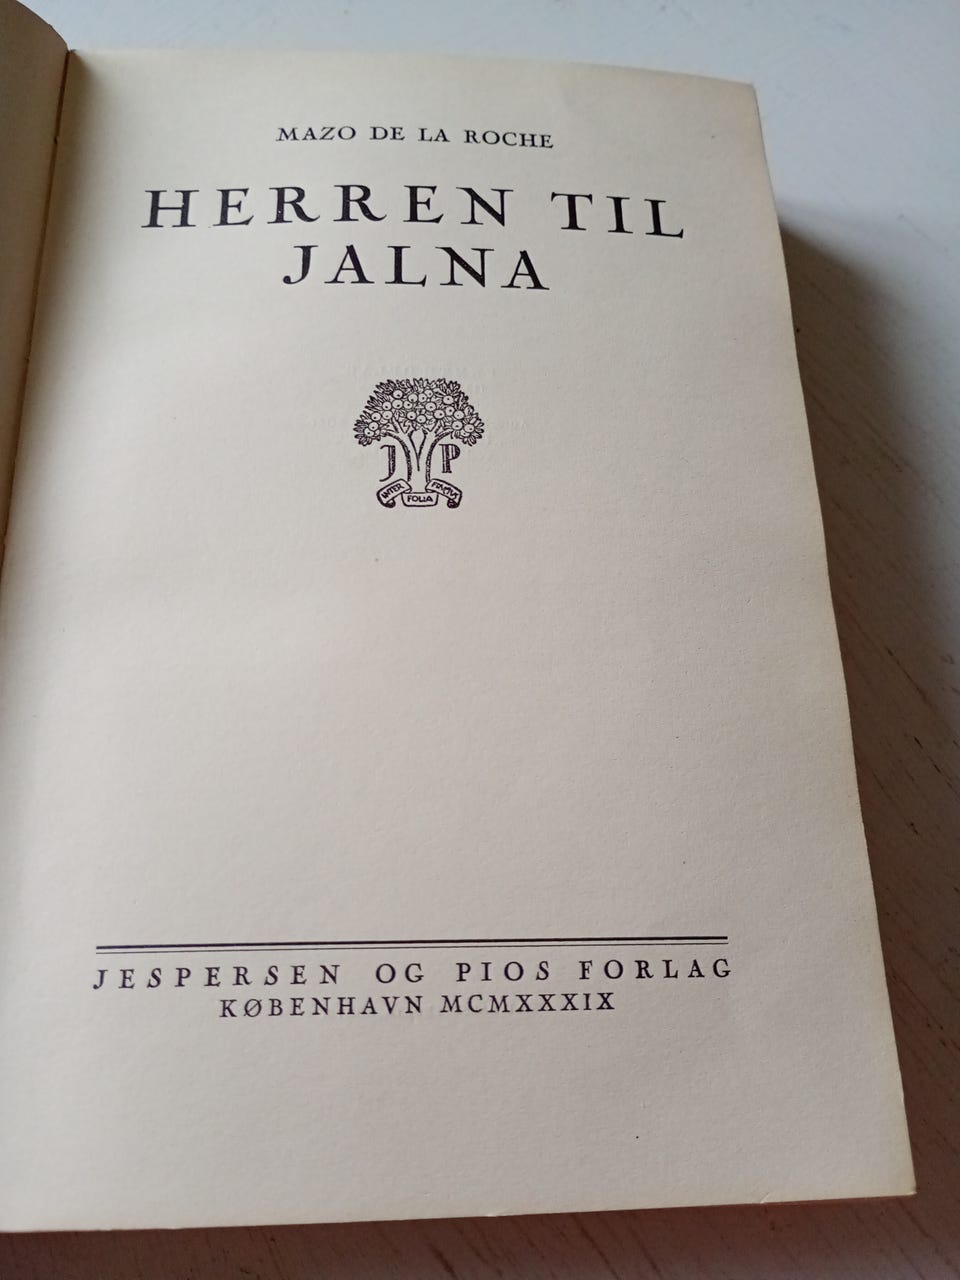 MAZO DE LA ROCHE
HERREN TIL
JALNA
J P
INTER FOLIA FRUCTUS
JESPERSEN OG PIOS FORLAG
KØBENHAVN MCMXXXIX